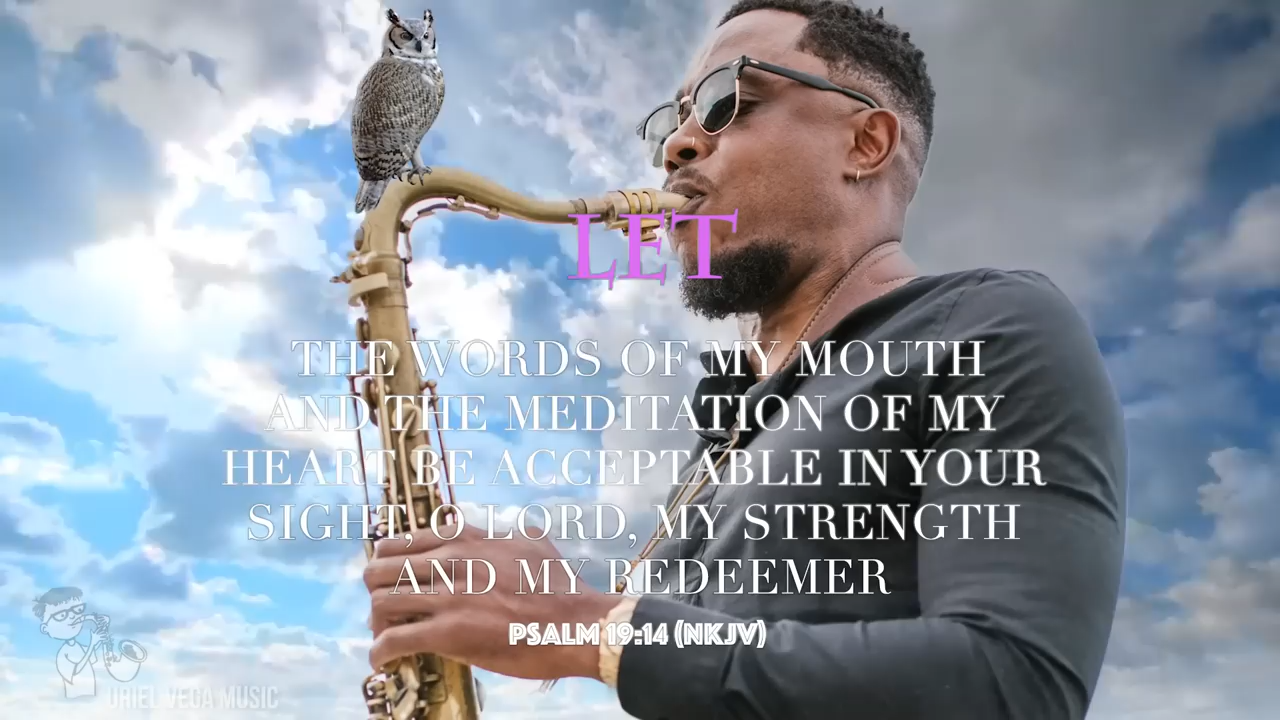 LET
THE WORDS OF MY MOUTH
AND THE MEDITATION OF MY
HEART BE ACCEPTABLE IN YOUR
SIGHT, O LORD, MY STRENGTH
AND MY REDEEMER
PSALM 19:14 (NKJV)
URIEL VEGA MUSIC